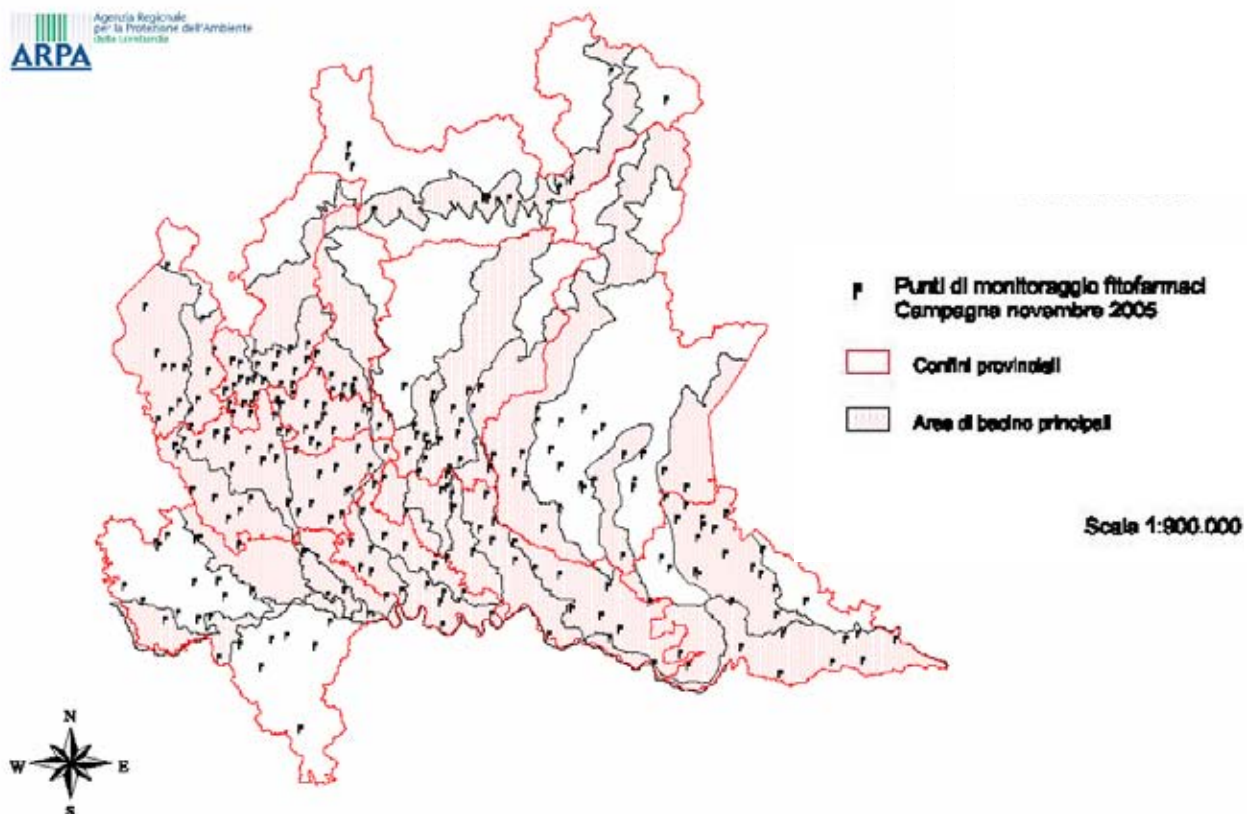 Agenzia Regionale
per la Protezione dell'Ambiente
della Lombardia
ARPA
Punti di monitoraggio fitofarmaci
Campagna novembre 2005
Confini provinciali
Area di bacino principali
Scala 1:900.000
N
W E
S